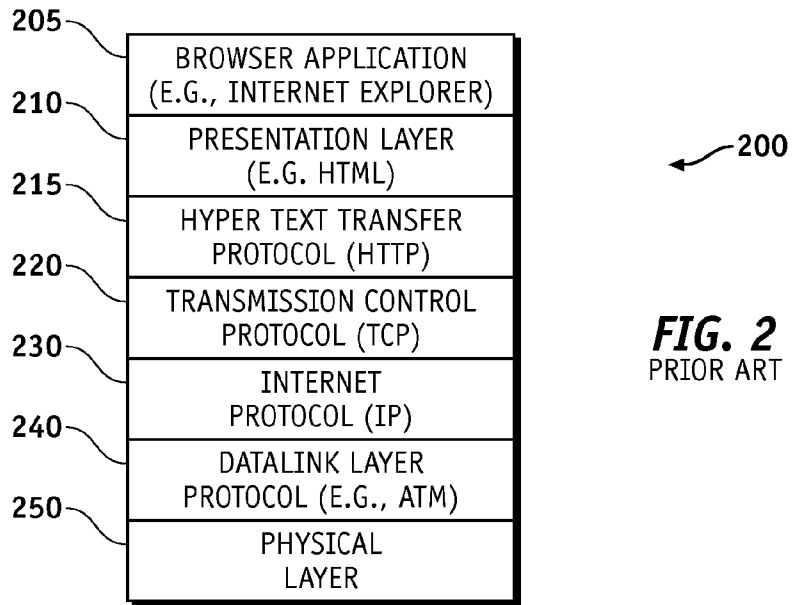 205
BROWSER APPLICATION
(E.G., INTERNET EXPLORER)
210
PRESENTATION LAYER
(E.G. HTML)
200
215
HYPER TEXT TRANSFER
PROTOCOL (HTTP)
220
TRANSMISSION CONTROL
PROTOCOL (TCP)
FIG. 2
PRIOR ART
230
INTERNET
PROTOCOL (IP)
240
DATALINK LAYER
PROTOCOL (E.G., ATM)
250
PHYSICAL
LAYER